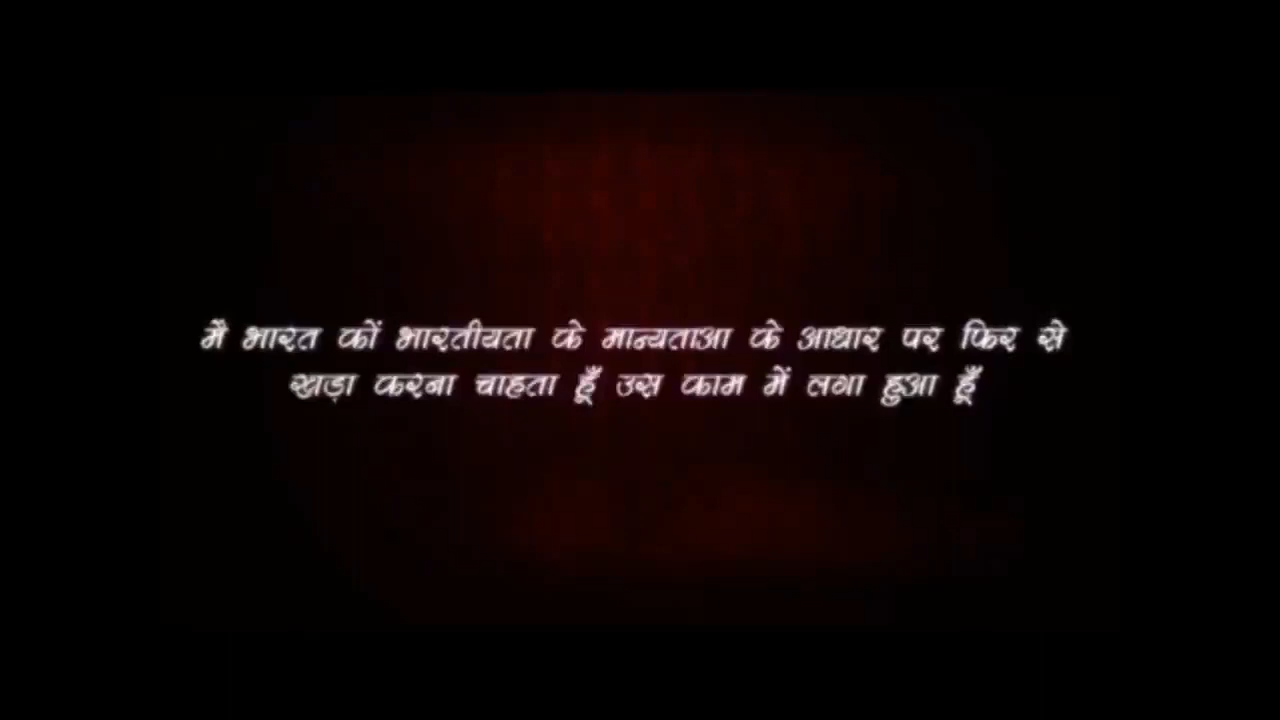 मै भारत कों भारतीयता के मान्यताआ के आधार पर फिर से
खड़ा करना चाहता हूँ उस काम में लगा हुआ हूँ